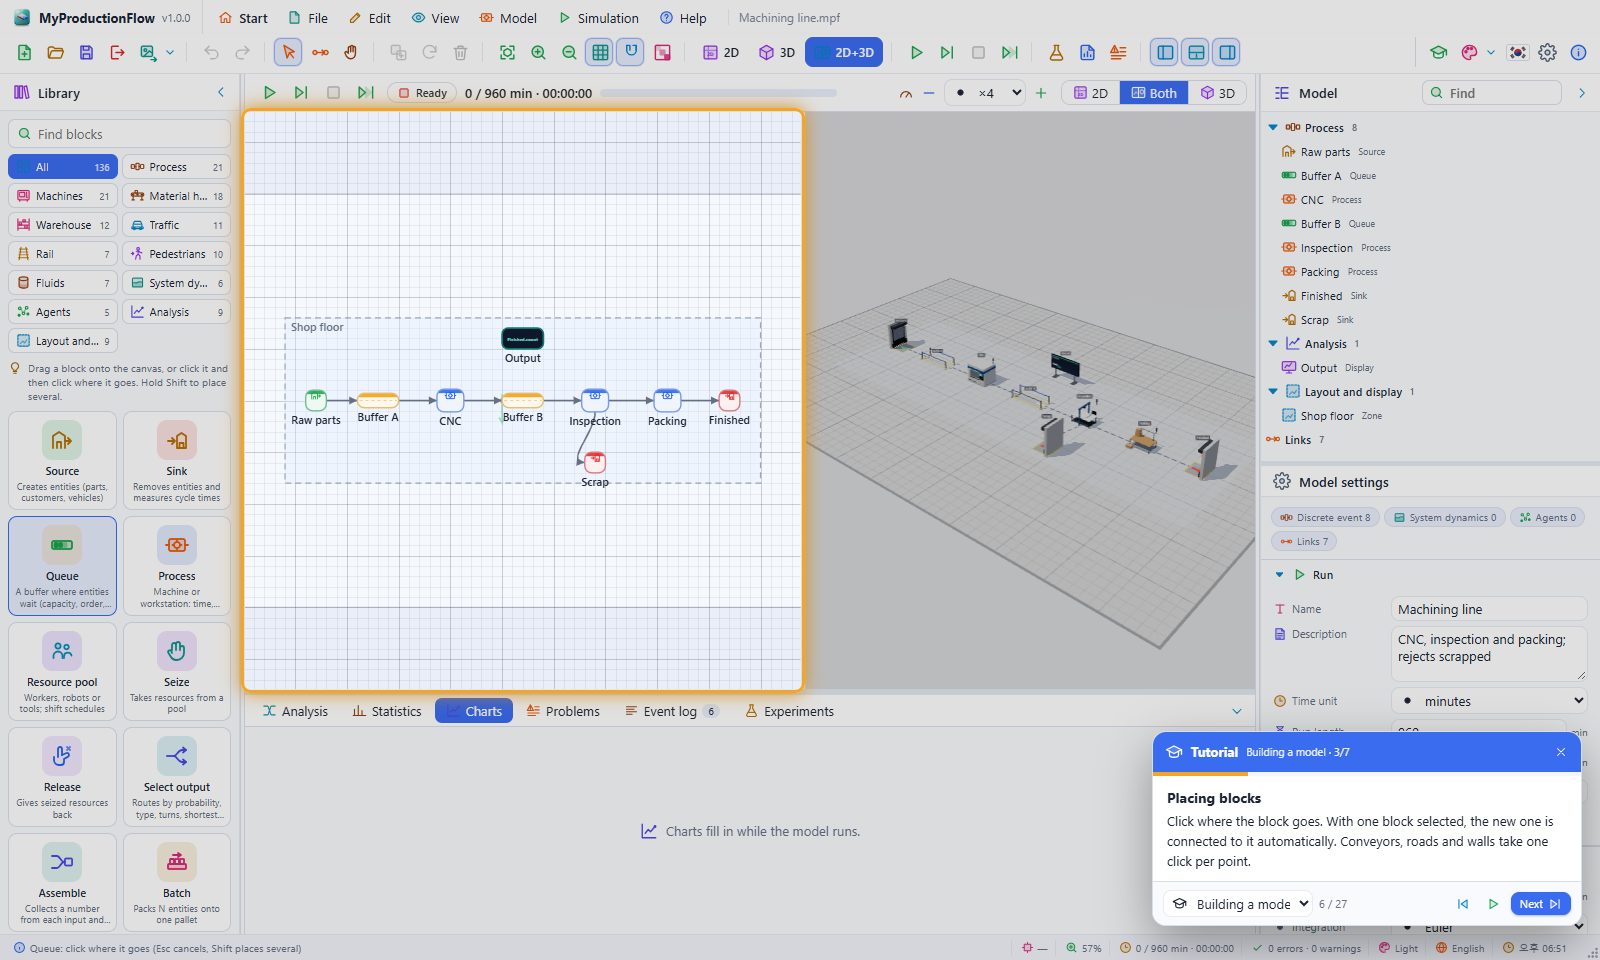 MyProductionFlow v1.0.0 Start File Edit View Model Simulation Help Machining line.mpf
2D 3D 2D+3D
Library
Find blocks
All 136
Process 21
Machines 21
Material h... 18
Warehouse 12
Traffic 11
Rail 7
Pedestrians 10
Fluids 7
System dy... 6
Agents 5
Analysis 9
Layout and... 9
Drag a block onto the canvas, or click it and
then click where it goes. Hold Shift to place
several.
Source
Creates entities (parts,
customers, vehicles)
Sink
Removes entities and
measures cycle times
Queue
A buffer where entities
wait (capacity, order,...
Process
Machine or
workstation: time,...
Resource pool
Workers, robots or
tools; shift schedules
Seize
Takes resources from a
pool
Release
Gives seized resources
back
Select output
Routes by probability,
type, turns, shortest...
Assemble
Collects a number
from each input and...
Batch
Packs N entities onto
one pallet
Ready 0 / 960 min · 00:00:00 ×4 2D Both 3D
Shop floor
Output
Raw parts
Buffer A
CNC
Buffer B
Inspection
Packing
Finished
Scrap
Analysis Statistics Charts Problems Event log 6 Experiments
Charts fill in while the model runs.
Model Find
Process 8
Raw parts Source
Buffer A Queue
CNC Process
Buffer B Queue
Inspection Process
Packing Process
Finished Sink
Scrap Sink
Analysis 1
Output Display
Layout and display 1
Shop floor Zone
Links 7
Model settings
Discrete event 8 System dynamics 0 Agents 0
Links 7
Run
Name Machining line
Description CNC, inspection and packing;
rejects scrapped
Time unit minutes
Tutorial Building a model · 3/7
Placing blocks
Click where the block goes. With one block selected, the new one is
connected to it automatically. Conveyors, roads and walls take one
click per point.
Building a mode 6 / 27 Next
Integration Euler
Queue: click where it goes (Esc cancels, Shift places several)
— 57% 0 / 960 min · 00:00:00 0 errors · 0 warnings Light English 오후 06:51